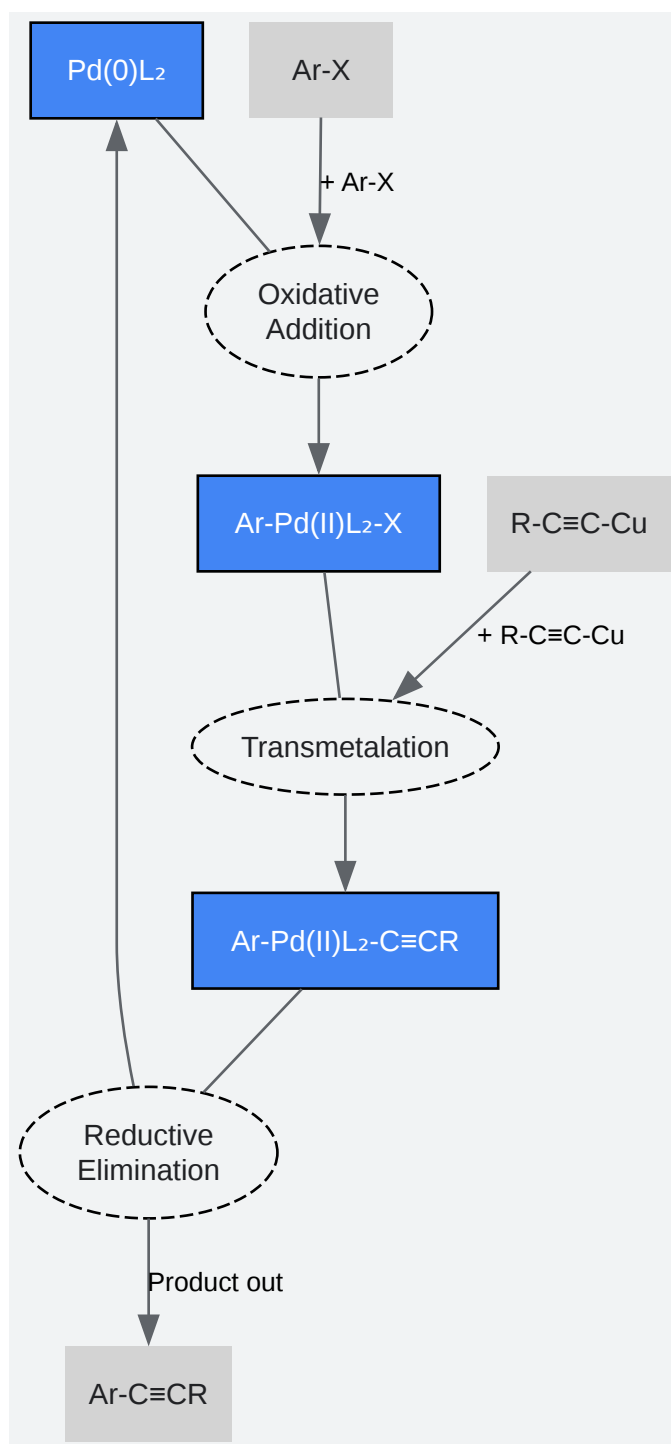 Pd(0)L₂
Ar-X
+ Ar-X
Oxidative
Addition
Ar-Pd(II)L₂-X
R-C≡C-Cu
+ R-C≡C-Cu
Transmetalation
Ar-Pd(II)L₂-C≡CR
Reductive
Elimination
Product out
Ar-C≡CR